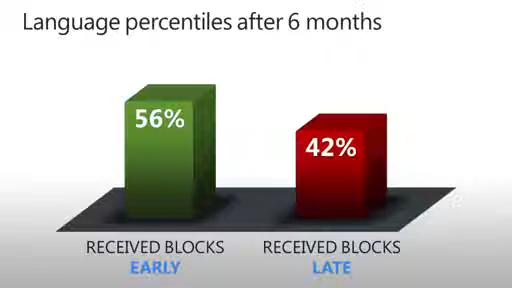 Language percentiles after 6 months
56%
42%
RECEIVED BLOCKS
EARLY
RECEIVED BLOCKS
LATE